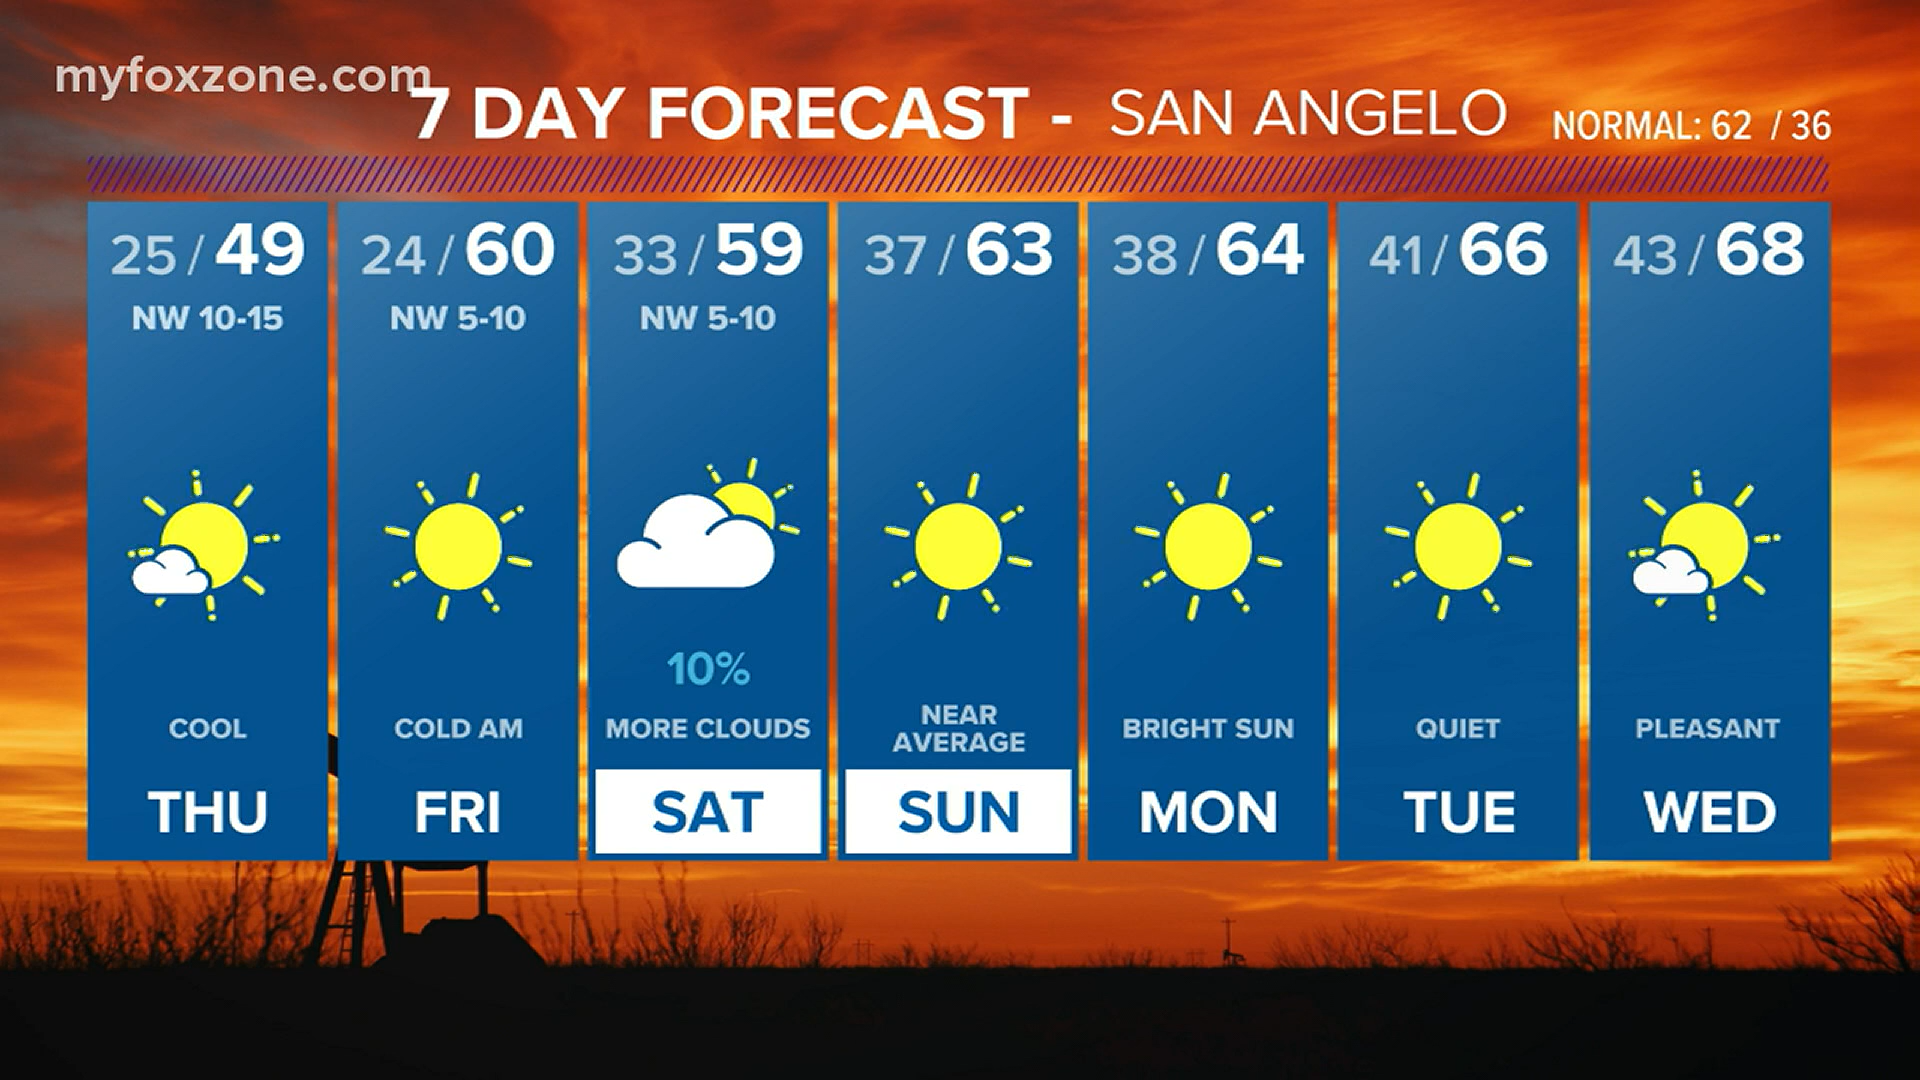 myfoxzone.com
7 DAY FORECAST - SAN ANGELO NORMAL: 62 / 36
25 / 49
NW 10-15
COOL
THU
24 / 60
NW 5-10
COLD AM
FRI
33 / 59
NW 5-10
10%
MORE CLOUDS
SAT
37 / 63
NEAR
AVERAGE
SUN
38 / 64
BRIGHT SUN
MON
41 / 66
QUIET
TUE
43 / 68
PLEASANT
WED